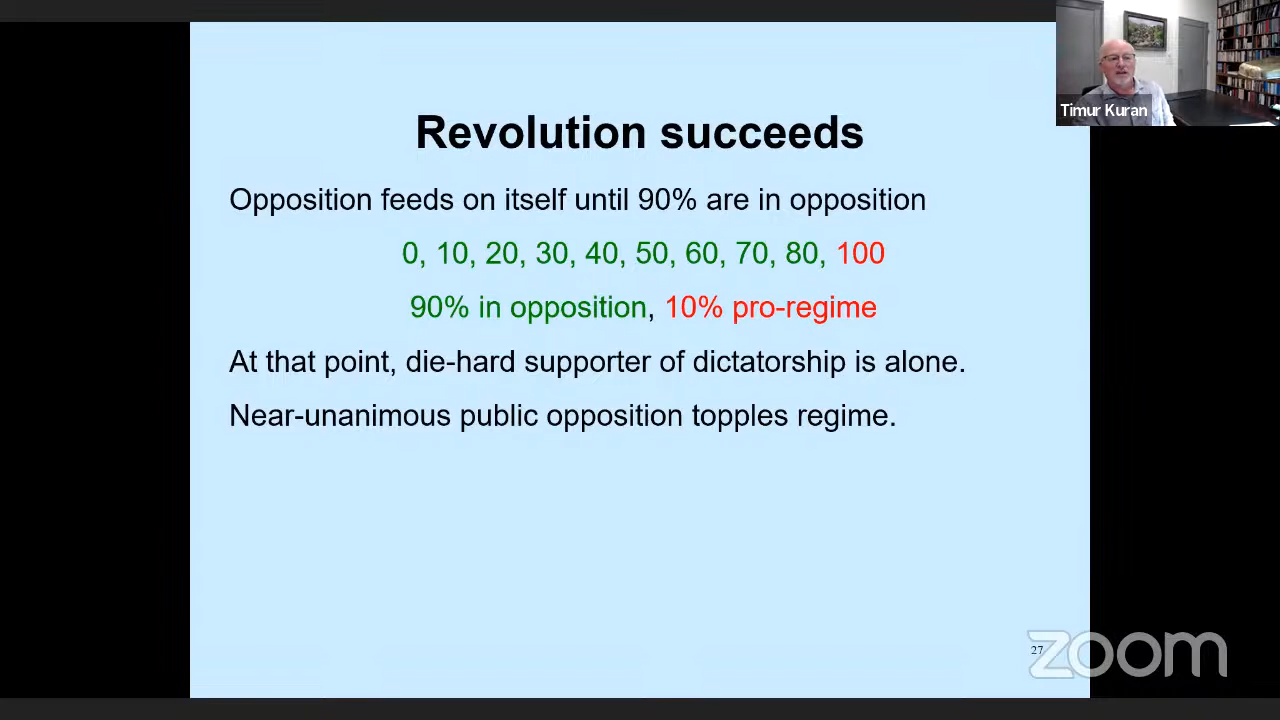 Timur Kuran
Revolution succeeds
Opposition feeds on itself until 90% are in opposition
0, 10, 20, 30, 40, 50, 60, 70, 80, 100
90% in opposition, 10% pro-regime
At that point, die-hard supporter of dictatorship is alone.
Near-unanimous public opposition topples regime.
27
zoom